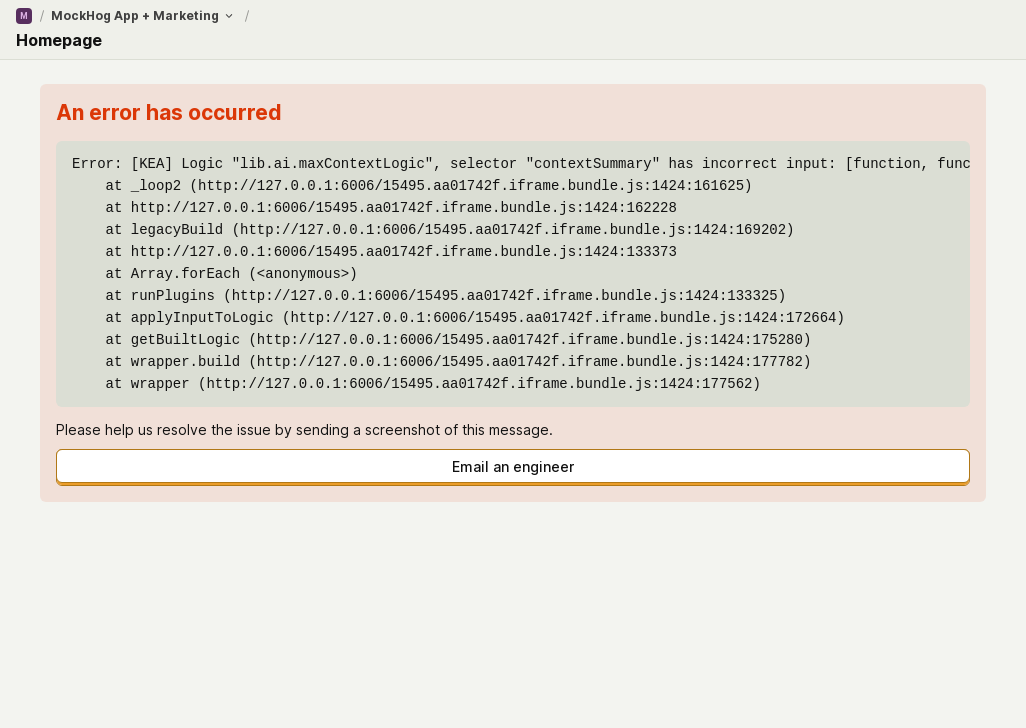 M / MockHog App + Marketing /
Homepage
An error has occurred
Error: [KEA] Logic "lib.ai.maxContextLogic", selector "contextSummary" has incorrect input: [function, func
at _loop2 (http://127.0.0.1:6006/15495.aa01742f.iframe.bundle.js:1424:161625)
at http://127.0.0.1:6006/15495.aa01742f.iframe.bundle.js:1424:162228
at legacyBuild (http://127.0.0.1:6006/15495.aa01742f.iframe.bundle.js:1424:169202)
at http://127.0.0.1:6006/15495.aa01742f.iframe.bundle.js:1424:133373
at Array.forEach (<anonymous>)
at runPlugins (http://127.0.0.1:6006/15495.aa01742f.iframe.bundle.js:1424:133325)
at applyInputToLogic (http://127.0.0.1:6006/15495.aa01742f.iframe.bundle.js:1424:172664)
at getBuiltLogic (http://127.0.0.1:6006/15495.aa01742f.iframe.bundle.js:1424:175280)
at wrapper.build (http://127.0.0.1:6006/15495.aa01742f.iframe.bundle.js:1424:177782)
at wrapper (http://127.0.0.1:6006/15495.aa01742f.iframe.bundle.js:1424:177562)
Please help us resolve the issue by sending a screenshot of this message.
Email an engineer